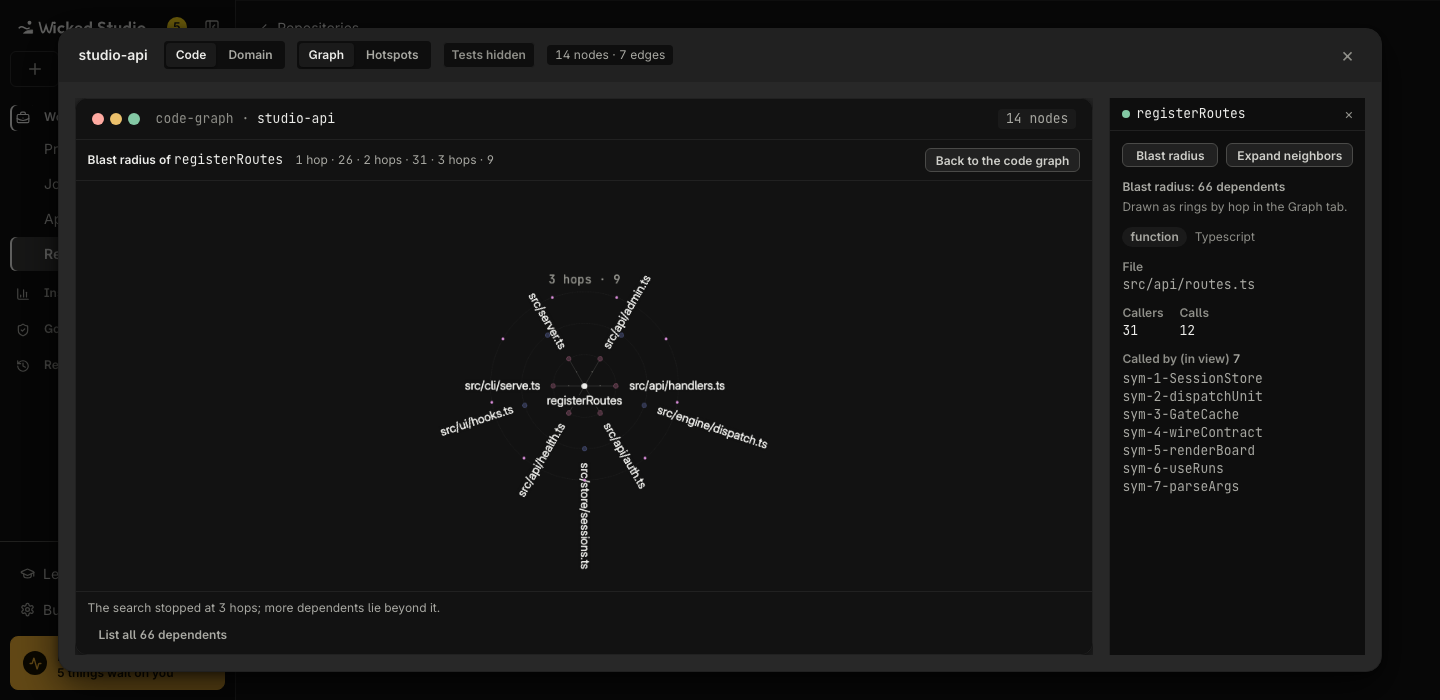 Wicked Studio
5
Repositories
studio-api
Code
Domain
Graph
Hotspots
Tests hidden
14 nodes · 7 edges
×
code-graph · studio-api
14 nodes
Blast radius of registerRoutes
1 hop · 26 · 2 hops · 31 · 3 hops · 9
Back to the code graph
3 hops · 9
src/server.ts
src/api/admin.ts
src/cli/serve.ts
src/api/handlers.ts
registerRoutes
src/ui/hooks.ts
src/engine/dispatch.ts
src/api/health.ts
src/api/auth.ts
src/store/sessions.ts
The search stopped at 3 hops; more dependents lie beyond it.
List all 66 dependents
registerRoutes
×
Blast radius
Expand neighbors
Blast radius: 66 dependents
Drawn as rings by hop in the Graph tab.
function
Typescript
File
src/api/routes.ts
Callers
Calls
31
12
Called by (in view) 7
sym-1-SessionStore
sym-2-dispatchUnit
sym-3-GateCache
sym-4-wireContract
sym-5-renderBoard
sym-6-useRuns
sym-7-parseArgs
5 things wait on you